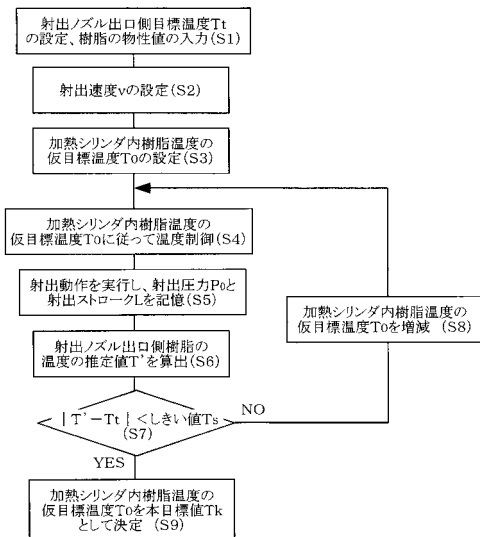 射出ノズル出口側目標温度Tt
の設定、樹脂の物性値の入力(S1)
射出速度vの設定(S2)
加熱シリンダ内樹脂温度の
仮目標温度T0の設定(S3)
加熱シリンダ内樹脂温度の
仮目標温度T0に従って温度制御(S4)
射出動作を実行し、射出圧力P0と
射出ストロークLを記憶(S5)
射出ノズル出口側樹脂の
温度の推定値T'を算出(S6)
｜T'－Tt｜<しきい値Ts
(S7)
NO
加熱シリンダ内樹脂温度の
仮目標温度T0を増減 (S8)
YES
加熱シリンダ内樹脂温度の
仮目標温度T0を本目標値Tk
として決定 (S9)